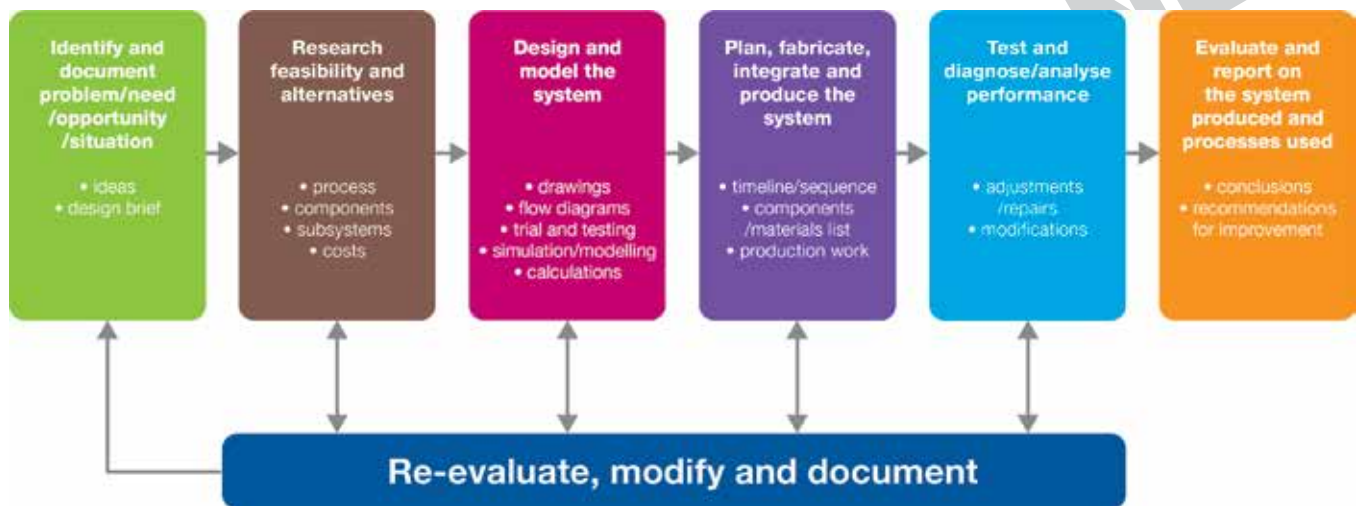 Identify and
document
problem/need
/opportunity
/situation
• ideas
• design brief
Research
feasibility and
alternatives
• process
• components
• subsystems
• costs
Design and
model the
system
• drawings
• flow diagrams
• trial and testing
• simulation/modelling
• calculations
Plan, fabricate,
integrate and
produce the
system
• timeline/sequence
• components
/materials list
• production work
Test and
diagnose/analyse
performance
• adjustments
/repairs
• modifications
Evaluate and
report on
the system
produced and
processes used
• conclusions
• recommendations
for improvement
Re-evaluate, modify and document